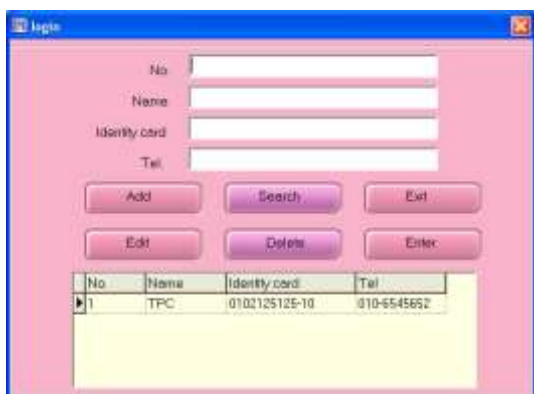 login
No
Name
Identity card
Tel.
Add Search Exit
Edit Delete Enter
No Name Identity card Tel
1 TPC 0102125125-10 010-6545652